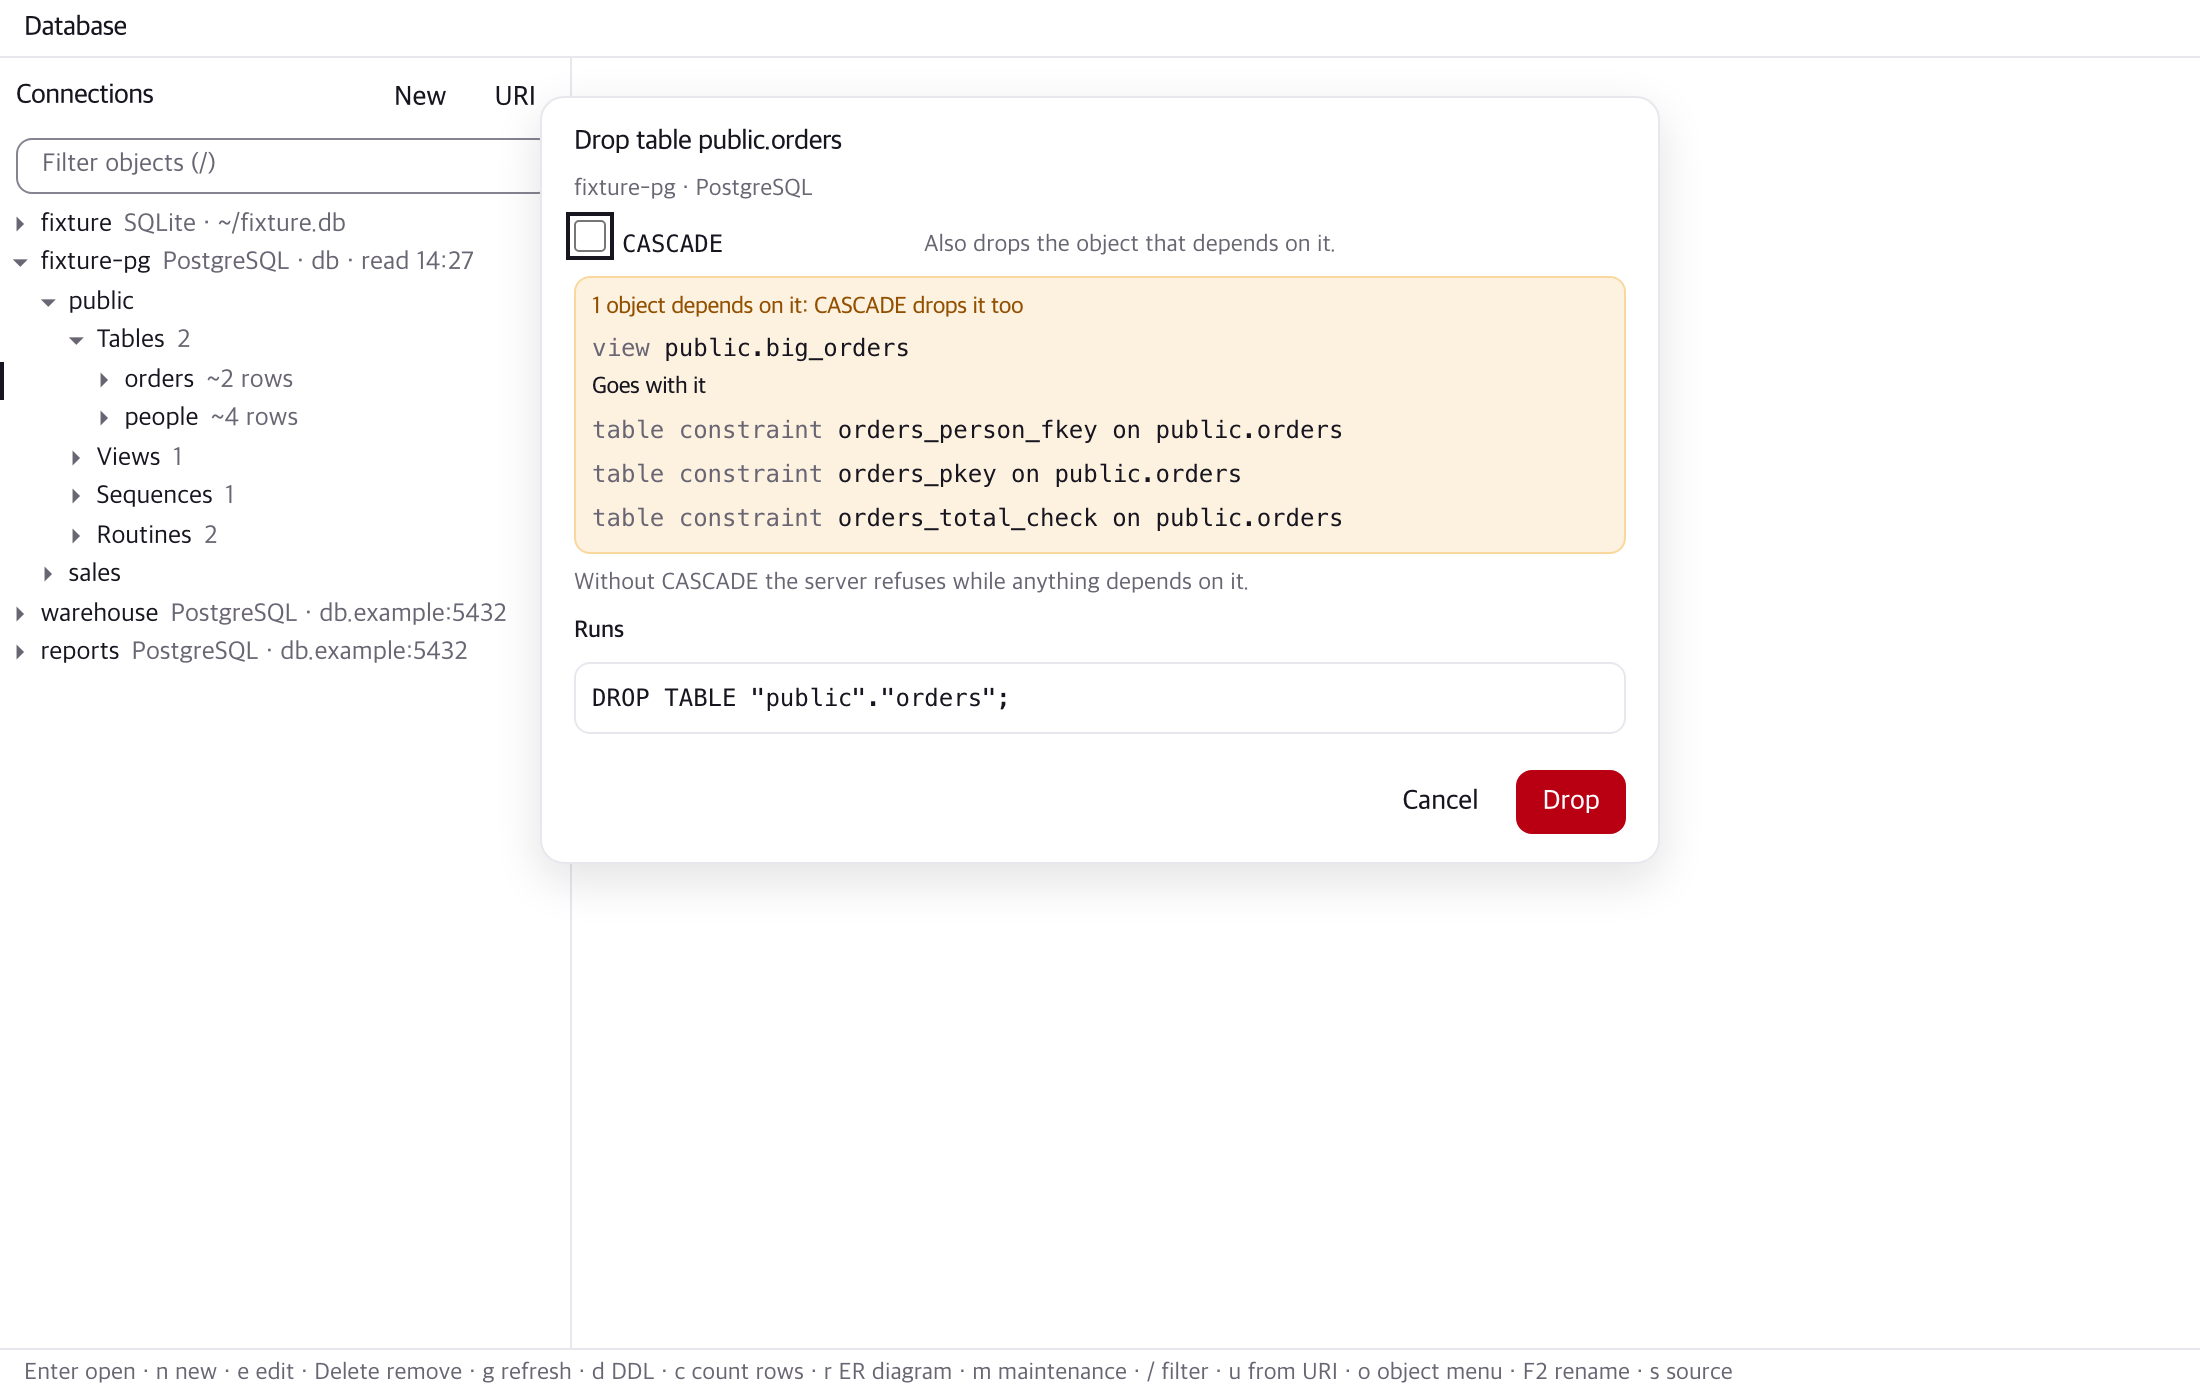 Database
Connections New URI
Filter objects (/)
fixture SQLite · ~/fixture.db
fixture-pg PostgreSQL · db · read 14:27
public
Tables 2
orders ~2 rows
people ~4 rows
Views 1
Sequences 1
Routines 2
sales
warehouse PostgreSQL · db.example:5432
reports PostgreSQL · db.example:5432
Drop table public.orders
fixture-pg · PostgreSQL
CASCADE Also drops the object that depends on it.
1 object depends on it: CASCADE drops it too
view public.big_orders
Goes with it
table constraint orders_person_fkey on public.orders
table constraint orders_pkey on public.orders
table constraint orders_total_check on public.orders
Without CASCADE the server refuses while anything depends on it.
Runs
DROP TABLE "public"."orders";
Cancel Drop
Enter open · n new · e edit · Delete remove · g refresh · d DDL · c count rows · r ER diagram · m maintenance · / filter · u from URI · o object menu · F2 rename · s source